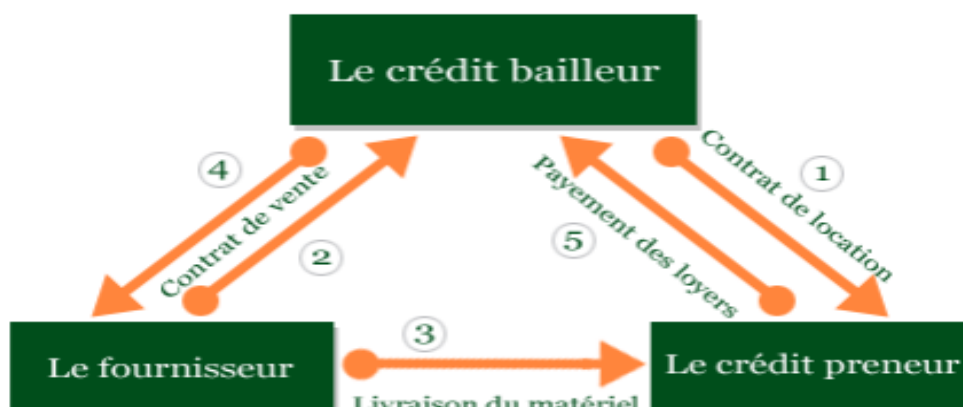 Le crédit bailleur
4
Contrat de vente
2
Payement des loyers
5
Contrat de location
1
Le fournisseur
3
Livraison du matériel
Le crédit preneur